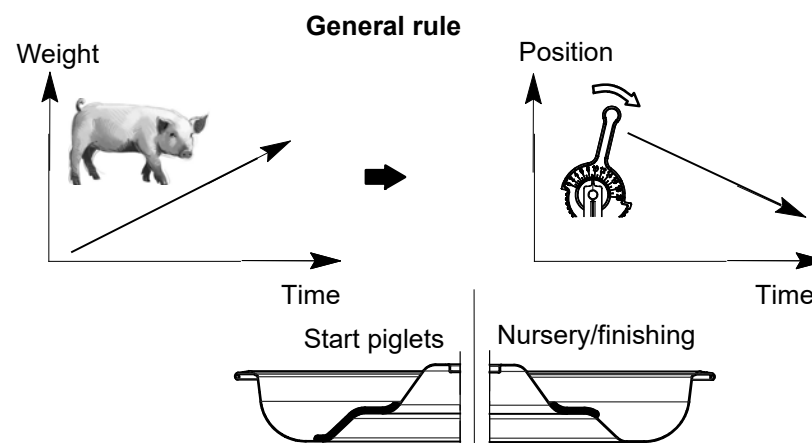 General rule
Weight
Position
Time
Time
Start piglets
Nursery/finishing